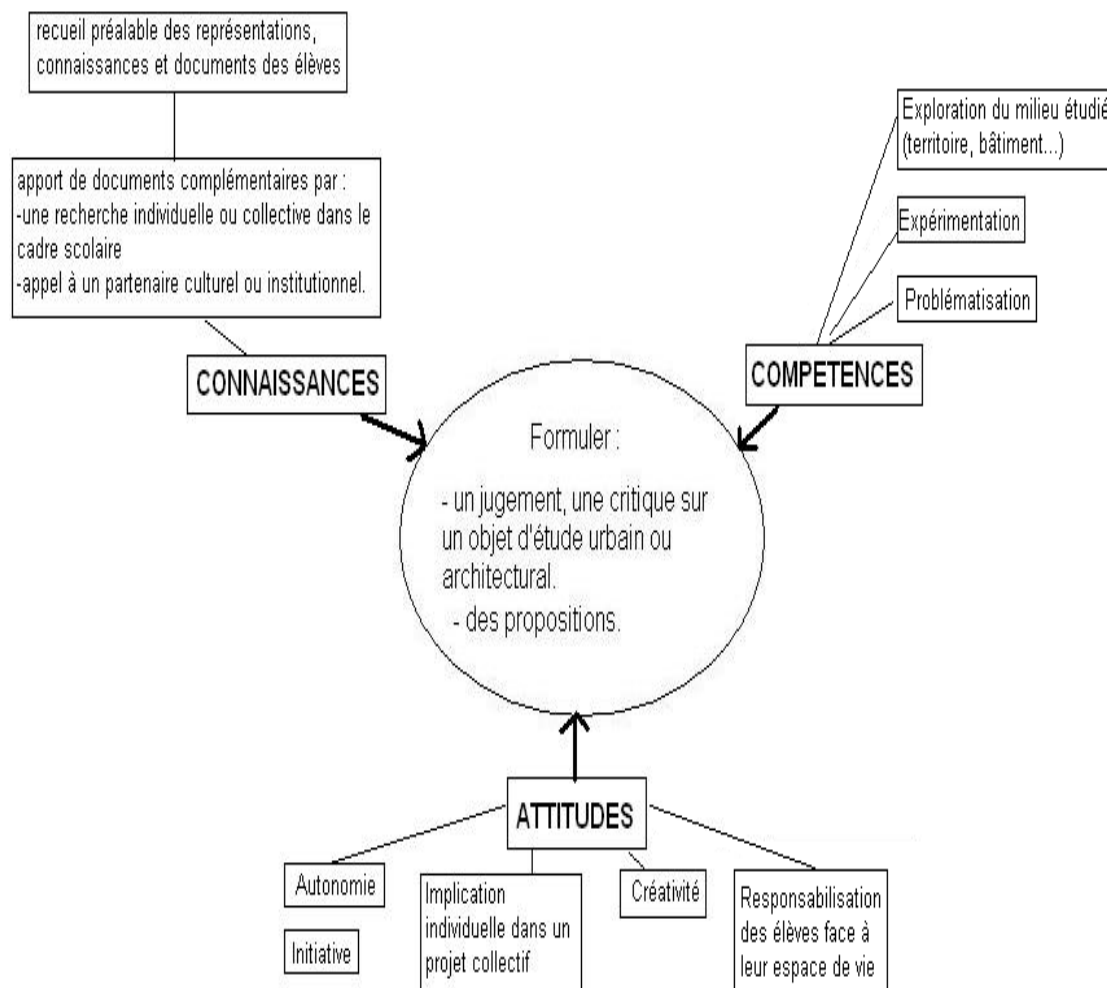 recueil préalable des représentations,
connaissances et documents des élèves
apport de documents complémentaires par :
-une recherche individuelle ou collective dans le
cadre scolaire
-appel à un partenaire culturel ou institutionnel.
CONNAISSANCES
Exploration du milieu étudié
(territoire, bâtiment...)
Expérimentation
Problématisation
COMPETENCES
Formuler :
- un jugement, une critique sur
un objet d'étude urbain ou
architectural.
- des propositions.
ATTITUDES
Autonomie
Initiative
Implication
individuelle dans un
projet collectif
Créativité
Responsabilisation
des élèves face à
leur espace de vie